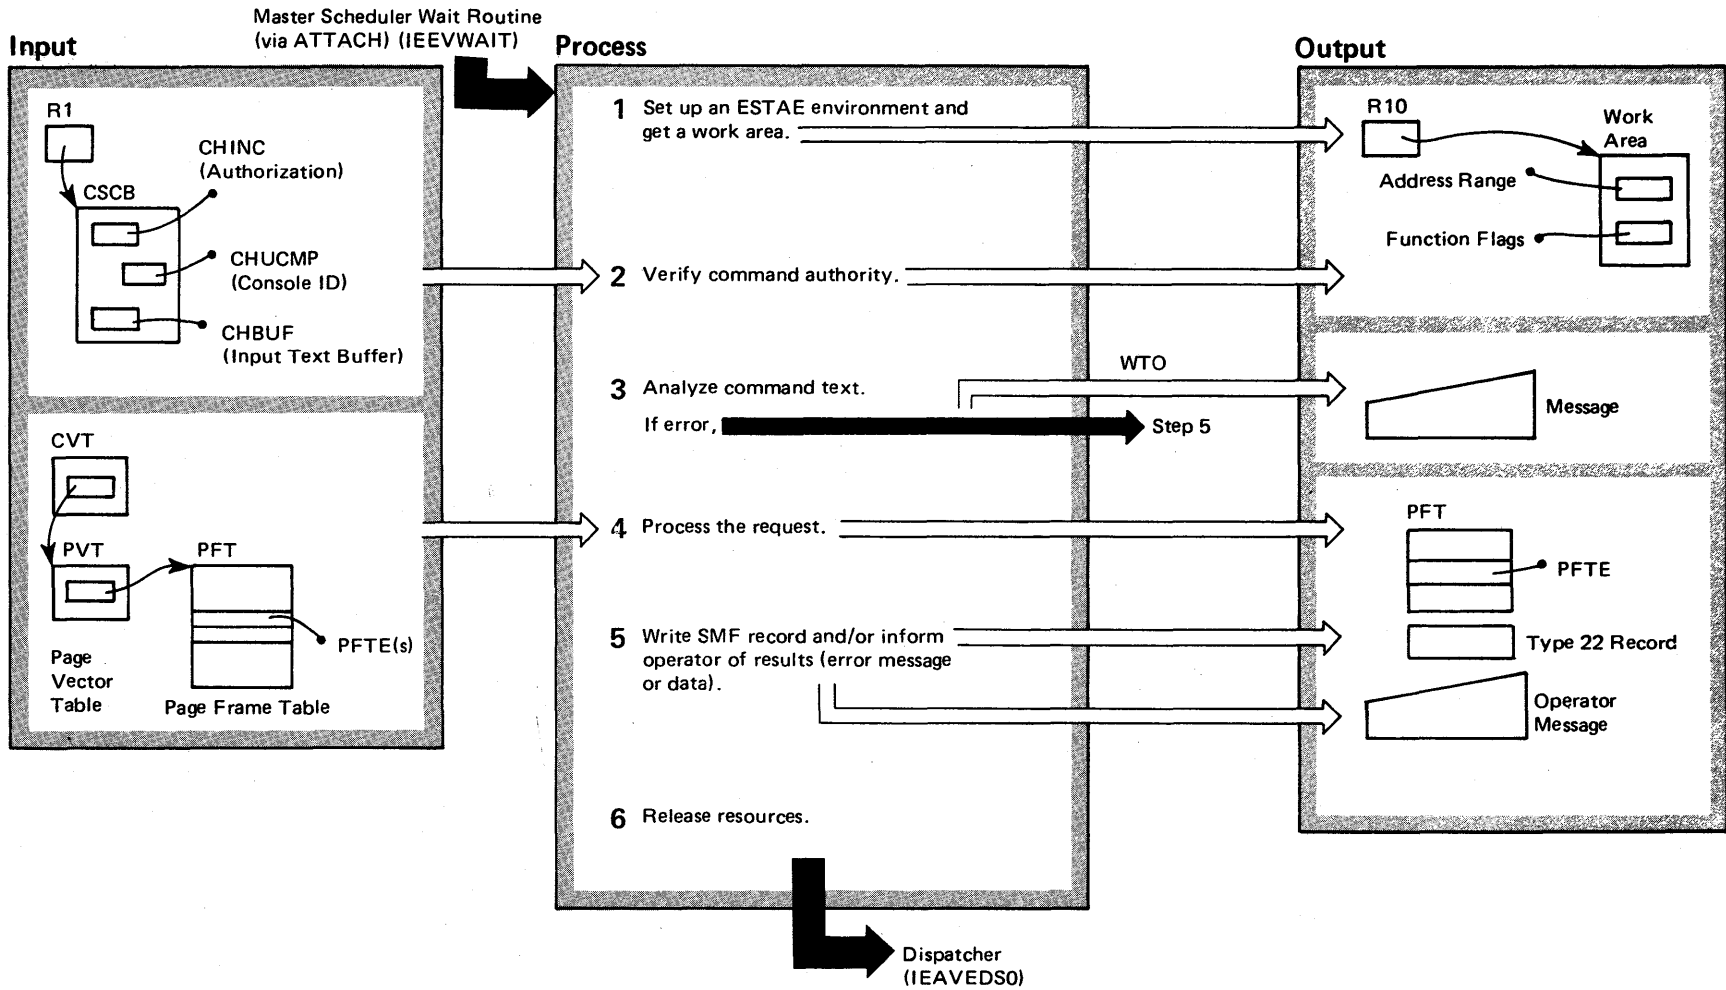 Master Scheduler Wait Routine
(via ATTACH) (IEEVWAIT)
Input
R1
CHINC
(Authorization)
CSCB
CHUCMP
(Console ID)
CHBUF
(Input Text Buffer)
CVT
PVT
PFT
PFTE(s)
Page
Vector
Table
Page Frame Table
Process
1 Set up an ESTAE environment and
get a work area.
2 Verify command authority.
3 Analyze command text.
WTO
If error,
Step 5
4 Process the request.
5 Write SMF record and/or inform
operator of results (error message
or data).
6 Release resources.
Dispatcher
(IEAVEDS0)
Output
R10
Work
Area
Address Range
Function Flags
Message
PFT
PFTE
Type 22 Record
Operator
Message